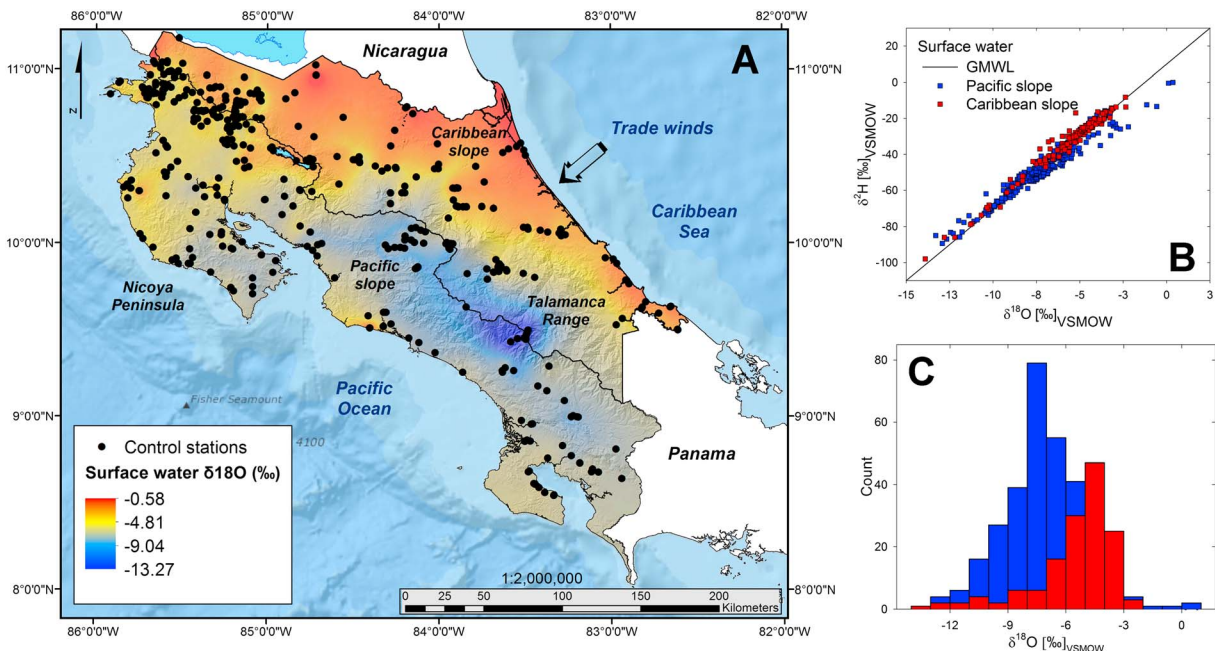 86°0'0"W
85°0'0"W
84°0'0"W
83°0'0"W
82°0'0"W
11°0'0"N
11°0'0"N
10°0'0"N
10°0'0"N
9°0'0"N
9°0'0"N
8°0'0"N
8°0'0"N
A
N
Nicaragua
Caribbean
slope
Trade winds
Caribbean
Sea
Pacific
slope
Talamanca
Range
Nicoya
Peninsula
Pacific
Ocean
Fisher Seamount
4100
Panama
Control stations
Surface water δ18O (‰)
-0.58
-4.81
-9.04
-13.27
1:2,000,000
0 25 50 100 150 200
Kilometers
86°0'0"W
85°0'0"W
84°0'0"W
83°0'0"W
82°0'0"W
20
0
-20
-40
-60
-80
-100
δ²H [‰]VSMOW
Surface water
GMWL
Pacific slope
Caribbean slope
B
-15 -12 -9 -6 -3 0 3
δ¹⁸O [‰]VSMOW
80
60
40
20
0
Count
C
-12 -9 -6 -3 0
δ¹⁸O [‰]VSMOW